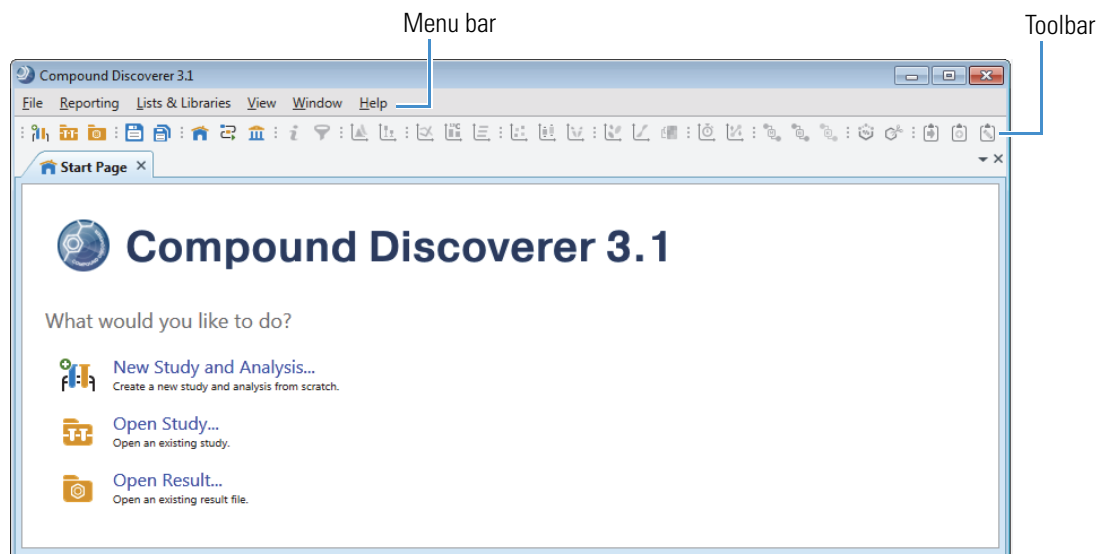 Menu bar
Toolbar
Compound Discoverer 3.1
File Reporting Lists & Libraries View Window Help
Start Page
Compound Discoverer 3.1
What would you like to do?
New Study and Analysis...
Create a new study and analysis from scratch.
Open Study...
Open an existing study.
Open Result...
Open an existing result file.